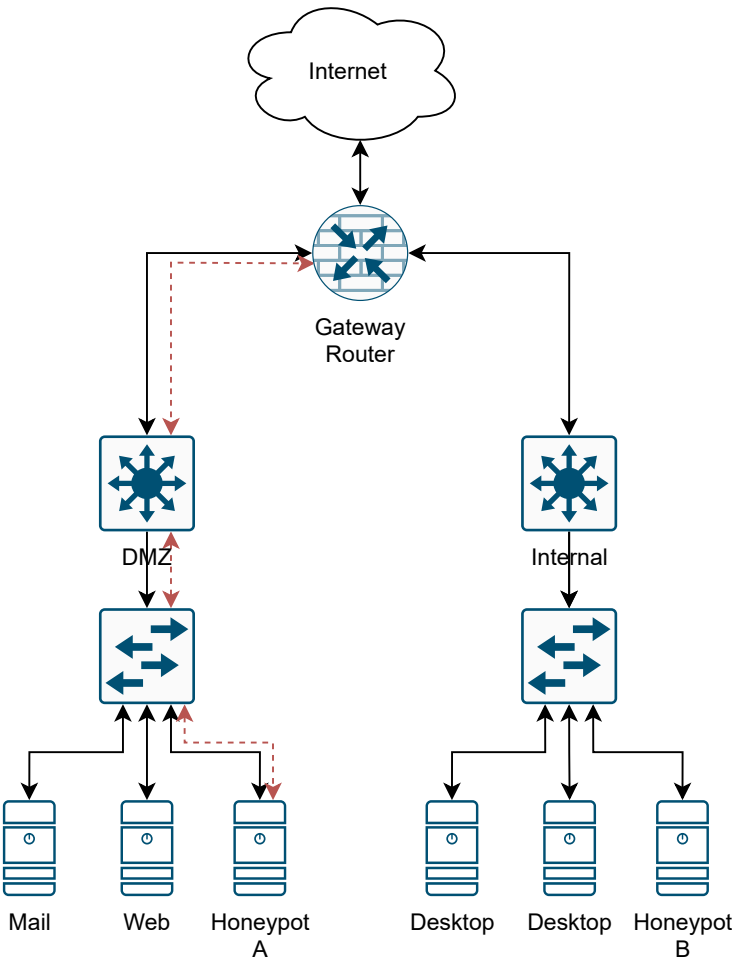 Internet
Gateway
Router
DMZ
Internal
Mail
Web
Honeypot
A
Desktop
Desktop
Honeypot
B